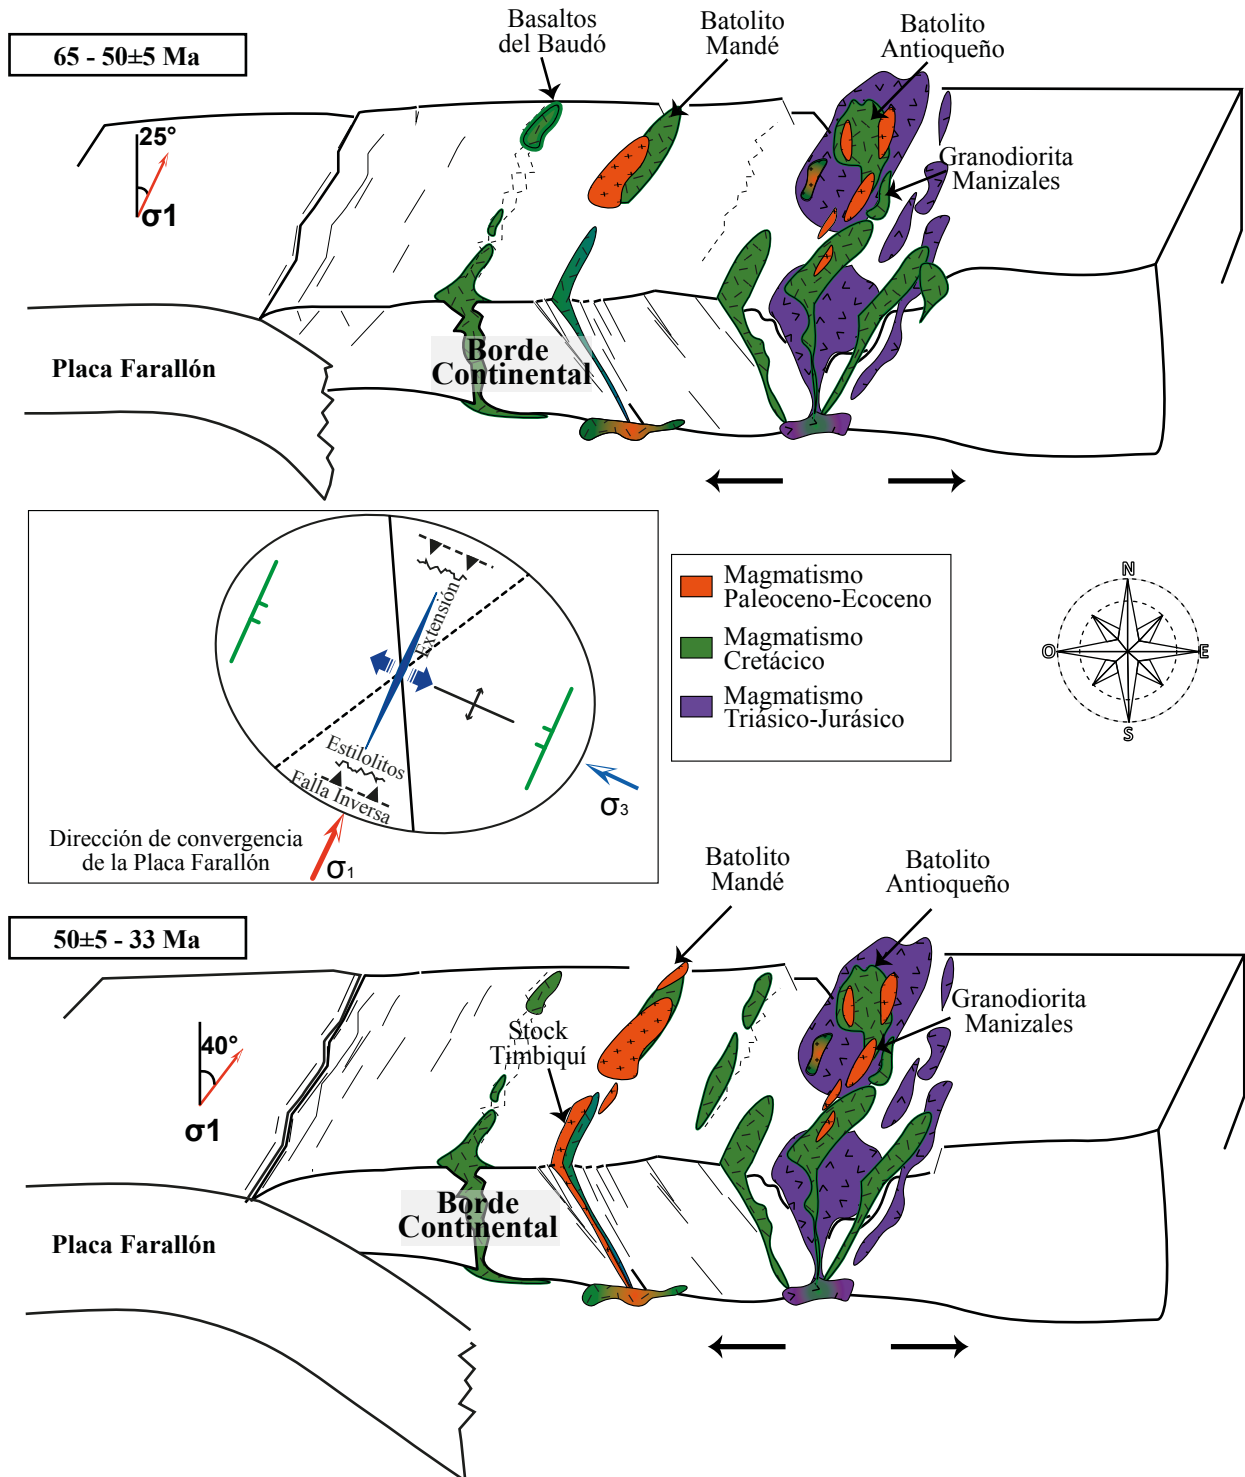 65 - 50±5 Ma
Basaltos
del Baudó
Batolito
Mandé
Batolito
Antioqueño
25°
σ1
Granodiorita
Manizales
Placa Farallón
Borde
Continental
Extensión
Estilolitos
Falla Inversa
σ3
Dirección de convergencia
de la Placa Farallón
σ1
Magmatismo
Paleoceno-Ecoceno
Magmatismo
Cretácico
Magmatismo
Triásico-Jurásico
N
O
E
S
50±5 - 33 Ma
Batolito
Mandé
Batolito
Antioqueño
40°
σ1
Stock
Timbiquí
Granodiorita
Manizales
Placa Farallón
Borde
Continental